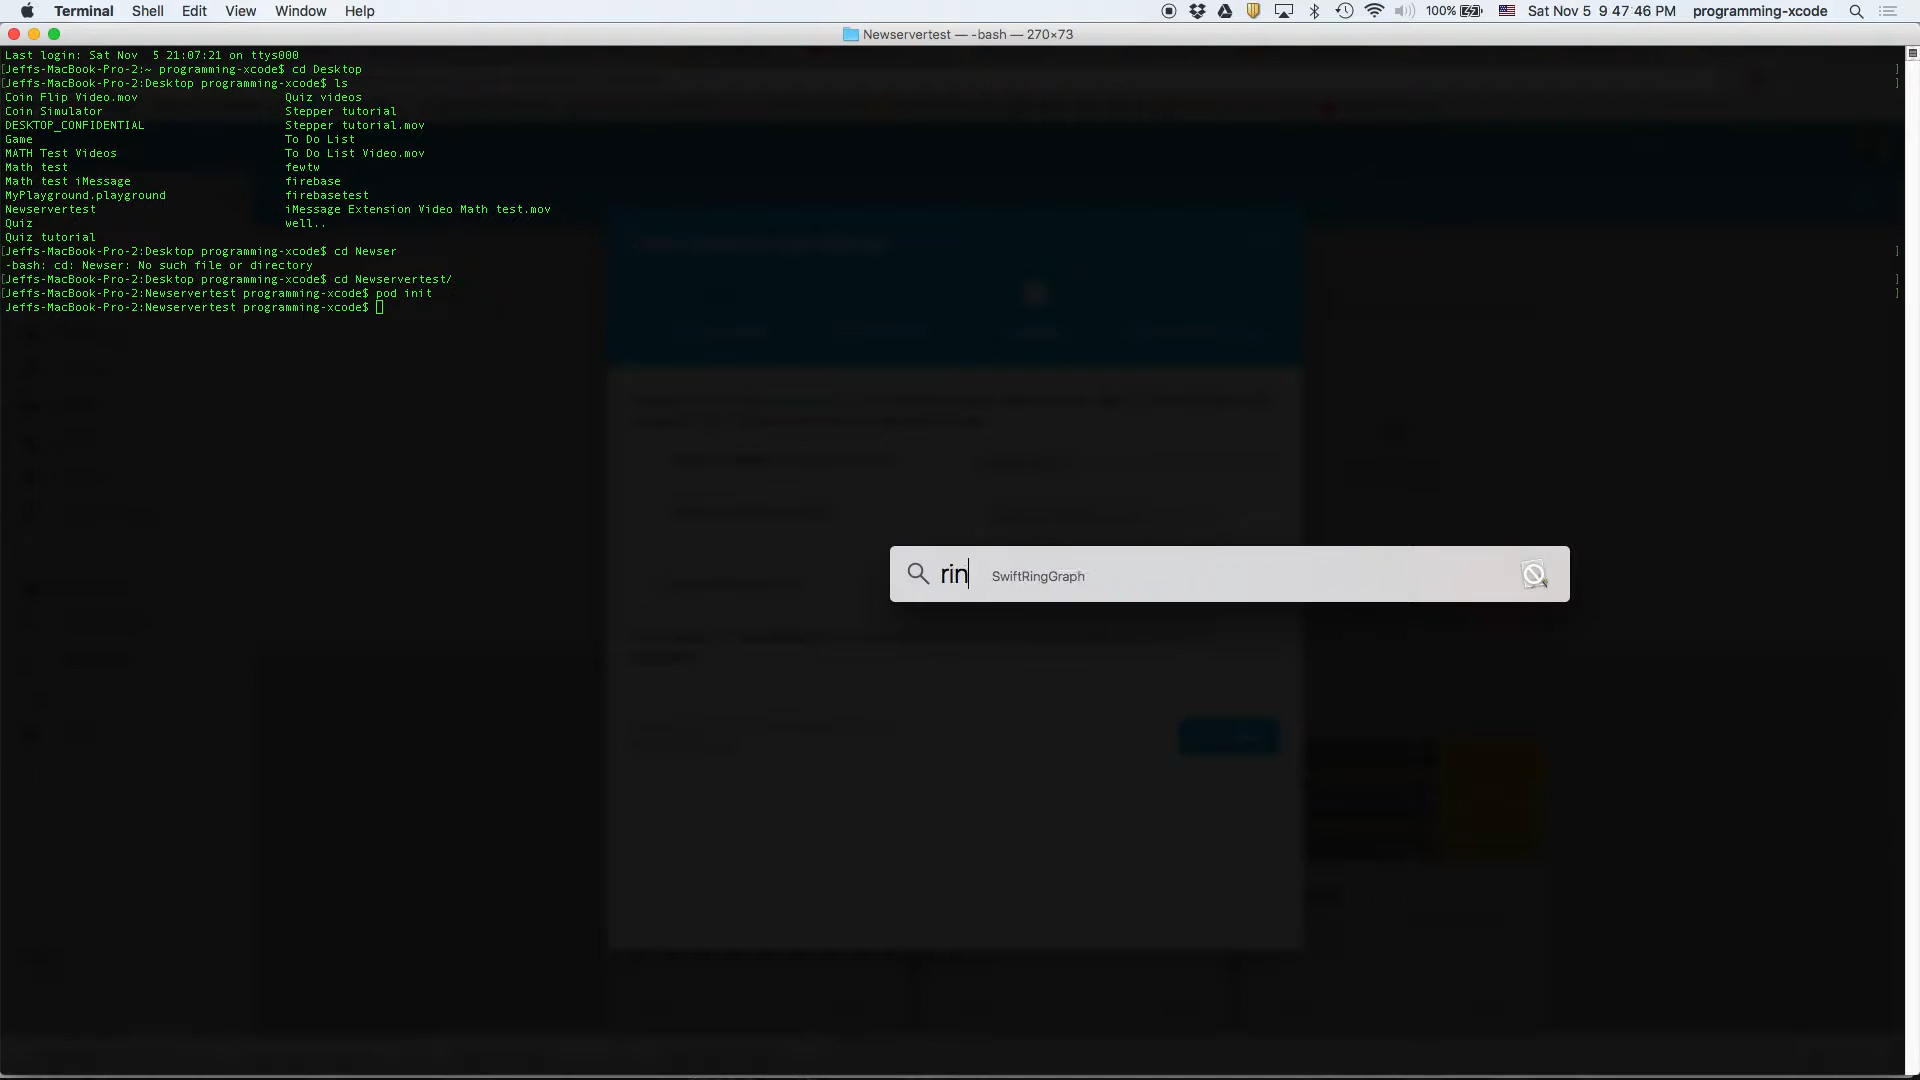 Terminal Shell Edit View Window Help 100% Sat Nov 5 9 47:46 PM programming-xcode
Newservertest — -bash — 270×73
Last login: Sat Nov  5 21:07:21 on ttys000
[Jeffs-MacBook-Pro-2:~ programming-xcode$ cd Desktop ]
[Jeffs-MacBook-Pro-2:Desktop programming-xcode$ ls ]
Coin Flip Video.mov Quiz videos
Coin Simulator Stepper tutorial
DESKTOP_CONFIDENTIAL Stepper tutorial.mov
Game To Do List
MATH Test Videos To Do List Video.mov
Math test fewtw
Math test iMessage firebase
MyPlayground.playground firebasetest
Newservertest iMessage Extension Video Math test.mov
Quiz well..
Quiz tutorial
[Jeffs-MacBook-Pro-2:Desktop programming-xcode$ cd Newser ]
-bash: cd: Newser: No such file or directory
[Jeffs-MacBook-Pro-2:Desktop programming-xcode$ cd Newservertest/ ]
[Jeffs-MacBook-Pro-2:Newservertest programming-xcode$ pod init ]
Jeffs-MacBook-Pro-2:Newservertest programming-xcode$
rin SwiftRingGraph